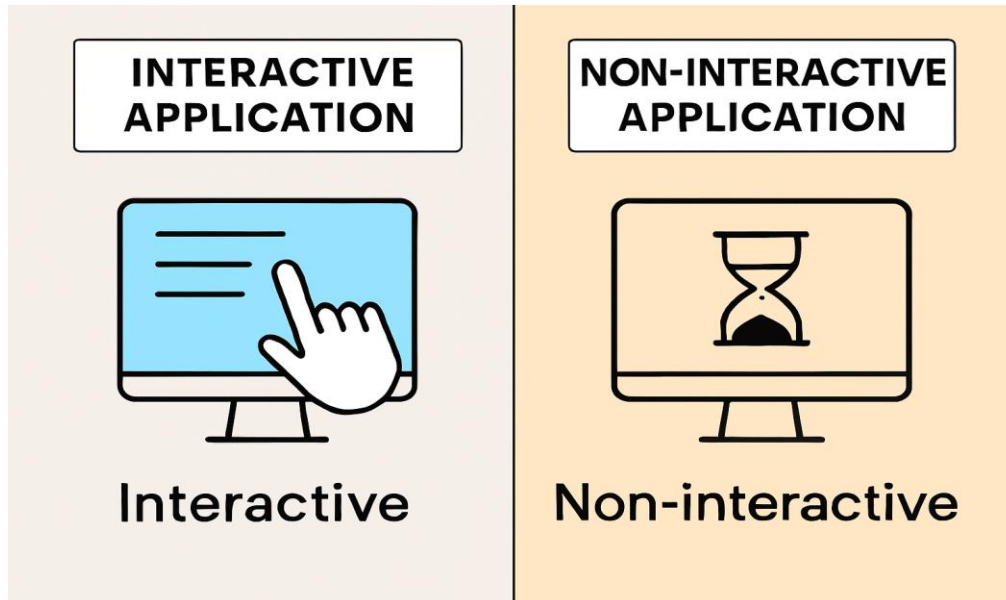 INTERACTIVE
APPLICATION
Interactive
NON-INTERACTIVE
APPLICATION
Non-interactive